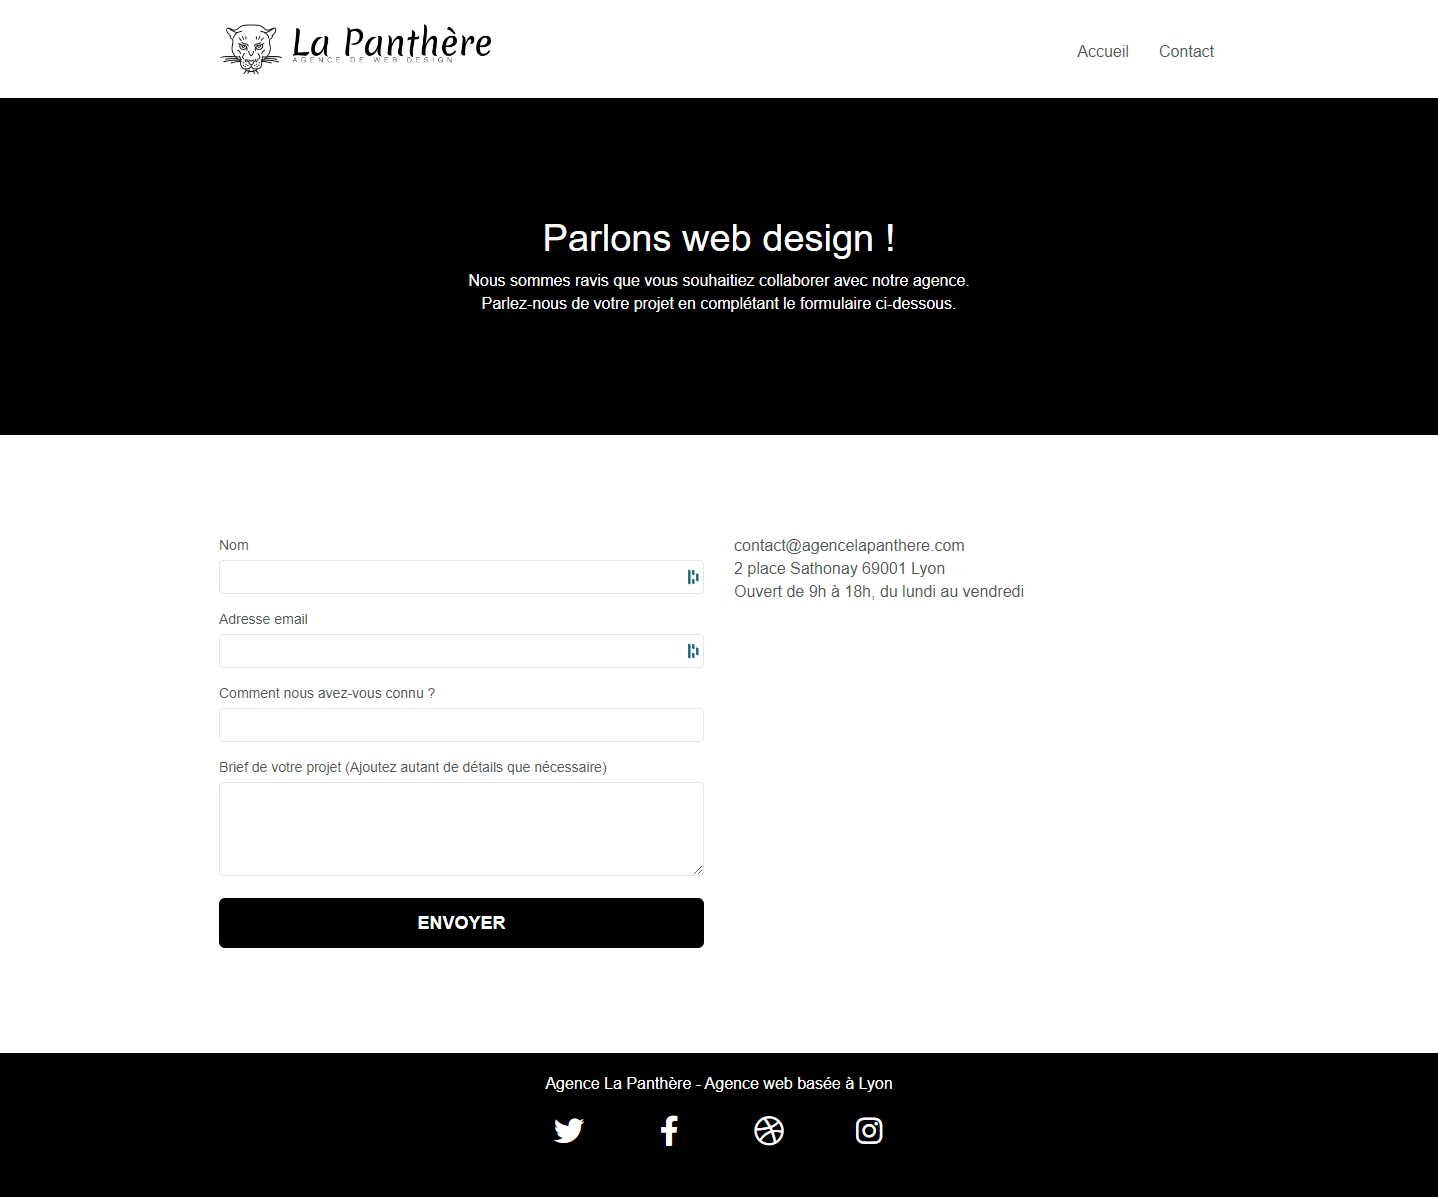 La Panthère
AGENCE DE WEB DESIGN
Accueil
Contact
Parlons web design !
Nous sommes ravis que vous souhaitiez collaborer avec notre agence.
Parlez-nous de votre projet en complétant le formulaire ci-dessous.
Nom
Adresse email
Comment nous avez-vous connu ?
Brief de votre projet (Ajoutez autant de détails que nécessaire)
ENVOYER
contact@agencelapanthere.com
2 place Sathonay 69001 Lyon
Ouvert de 9h à 18h, du lundi au vendredi
Agence La Panthère - Agence web basée à Lyon